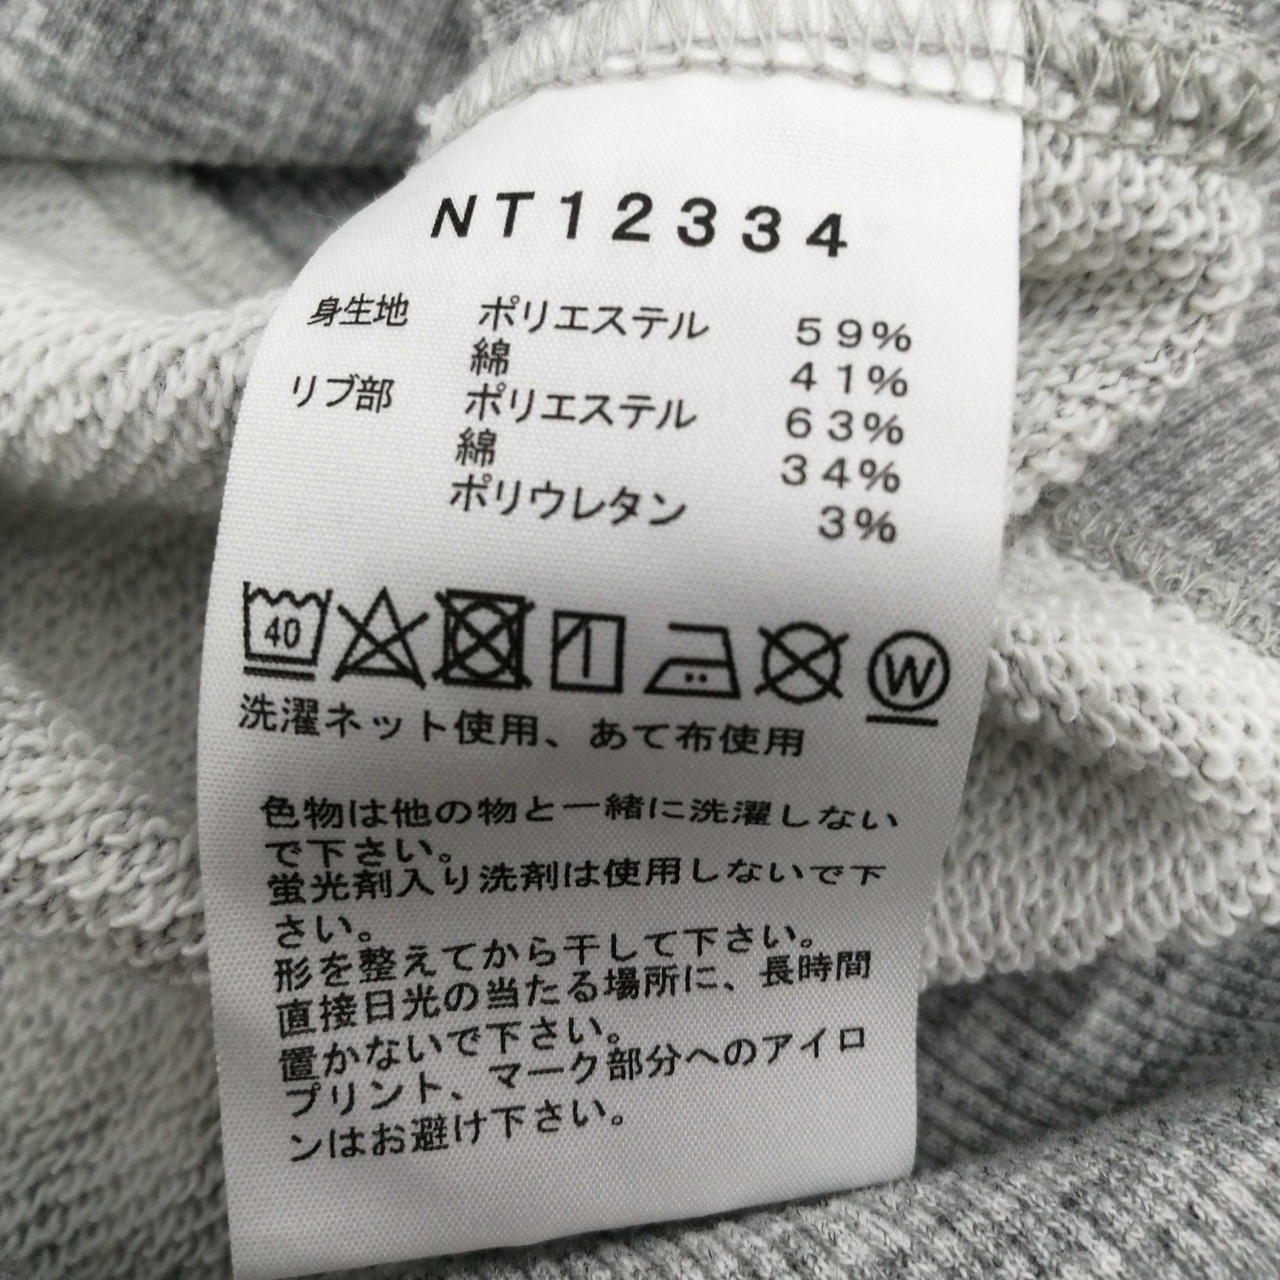 NT12334
身生地 ポリエステル 59%
綿 41%
リブ部 ポリエステル 63%
綿 34%
ポリウレタン 3%
40 W
洗濯ネット使用、あて布使用
色物は他の物と一緒に洗濯しない
で下さい。
蛍光剤入り洗剤は使用しないで下
さい。
形を整えてから干して下さい。
直接日光の当たる場所に、長時間
置かないで下さい。
プリント、マーク部分へのアイロ
ンはお避け下さい。